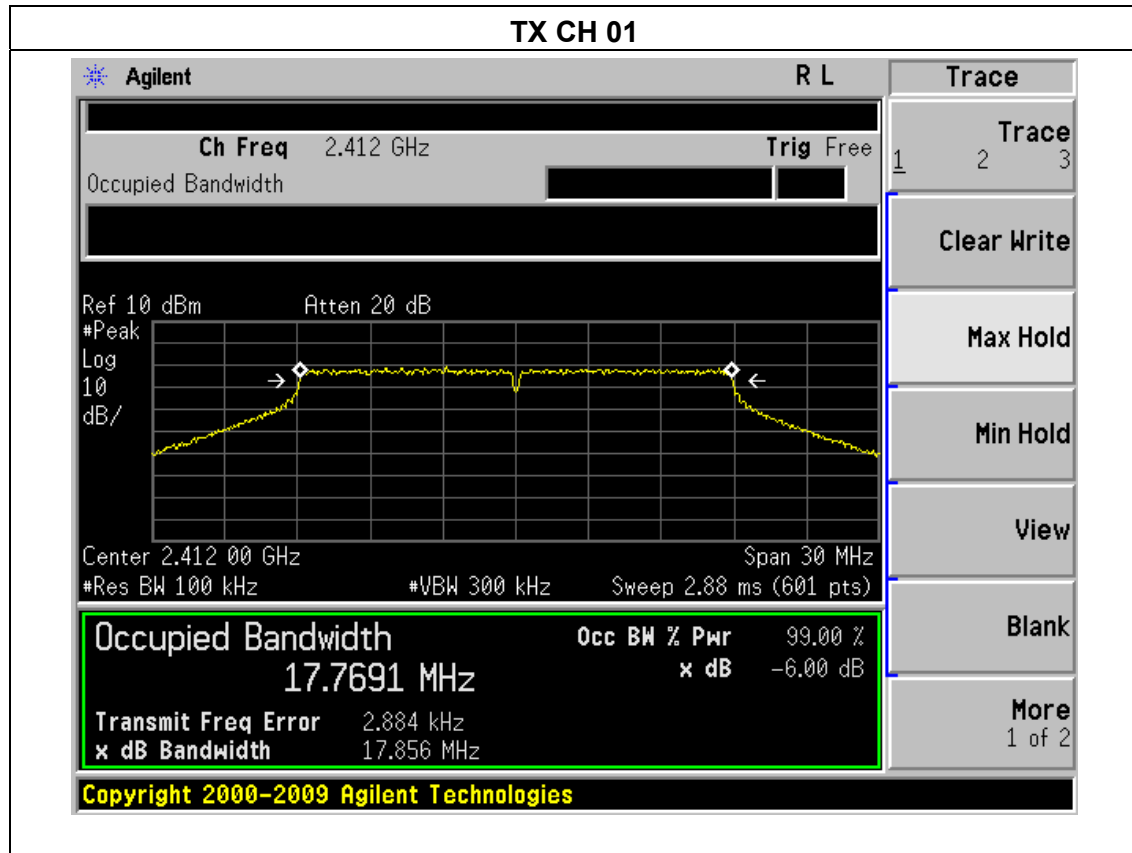 TX CH 01
Agilent R L Trace
Ch Freq 2.412 GHz Trig Free
Occupied Bandwidth
Trace
1 2 3
Clear Write
Max Hold
Min Hold
View
Blank
More
1 of 2
Ref 10 dBm Atten 20 dB
#Peak
Log
10
dB/
Center 2.412 00 GHz Span 30 MHz
#Res BW 100 kHz #VBW 300 kHz Sweep 2.88 ms (601 pts)
Occupied Bandwidth Occ BW % Pwr 99.00 %
17.7691 MHz x dB -6.00 dB
Transmit Freq Error 2.884 kHz
x dB Bandwidth 17.856 MHz
Copyright 2000-2009 Agilent Technologies